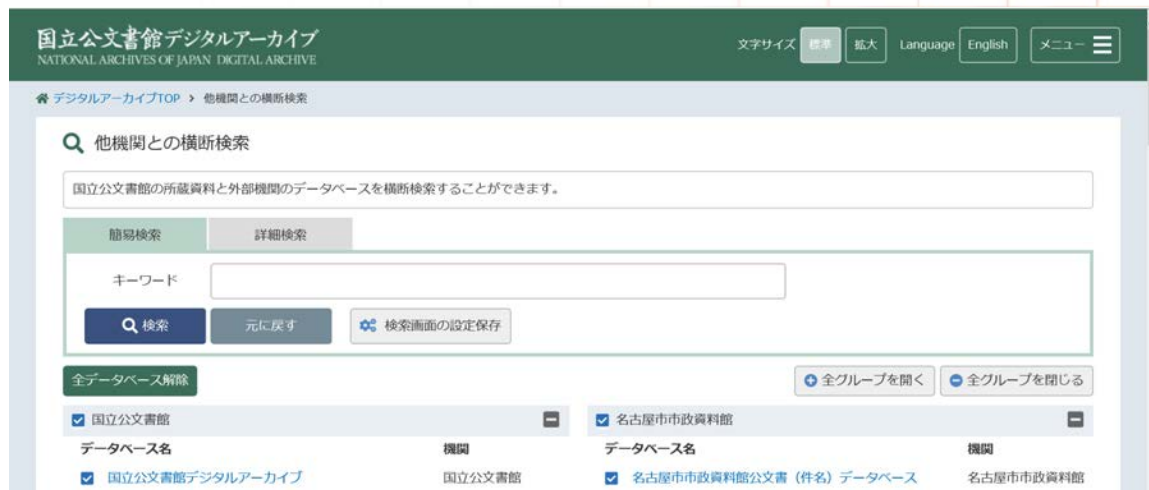 国立公文書館デジタルアーカイブ
NATIONAL ARCHIVES OF JAPAN DIGITAL ARCHIVE
文字サイズ 標準 拡大 Language English メニュー
デジタルアーカイブTOP > 他機関との横断検索
他機関との横断検索
国立公文書館の所蔵資料と外部機関のデータベースを横断検索することができます。
簡易検索 詳細検索
キーワード
検索 元に戻す 検索画面の設定保存
全データベース解除 全グループを開く 全グループを閉じる
国立公文書館 名古屋市市政資料館
データベース名 機関 データベース名 機関
国立公文書館デジタルアーカイブ 国立公文書館 名古屋市市政資料館公文書（件名）データベース 名古屋市市政資料館